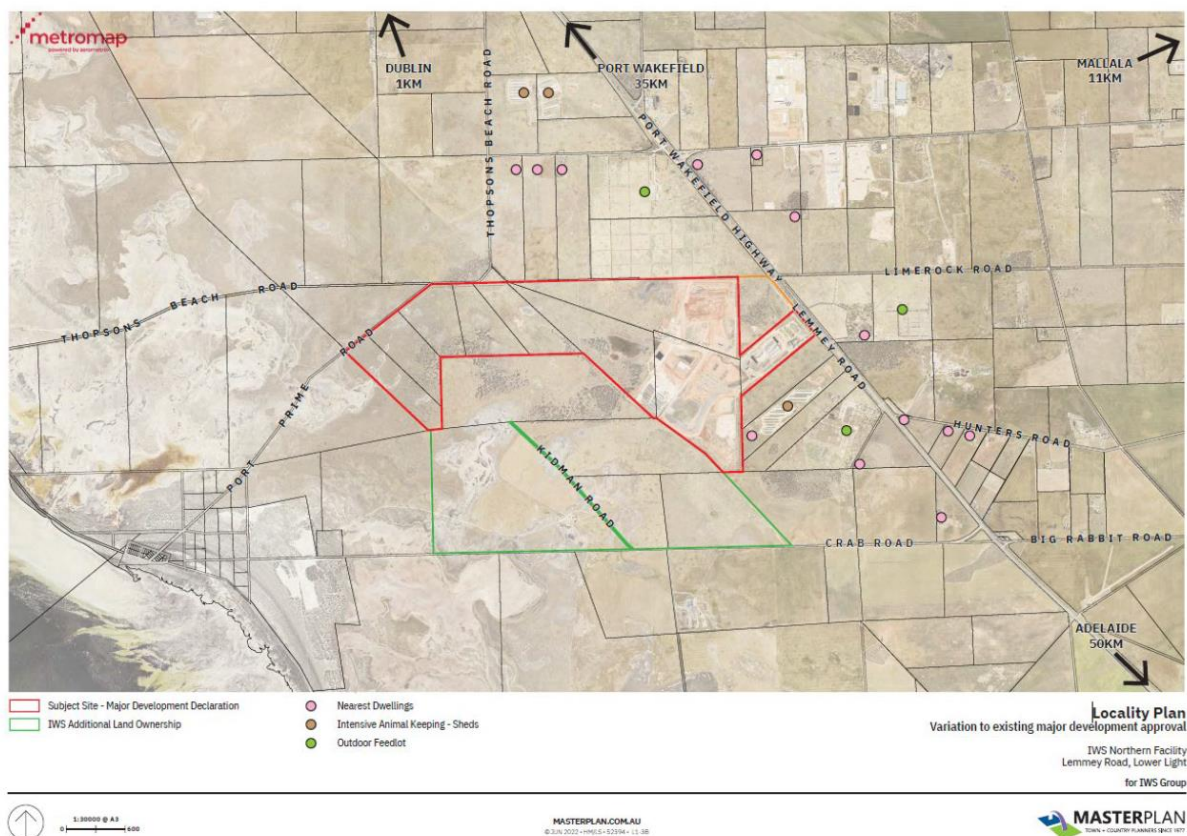 metromap
powered by aerometrex
DUBLIN
1KM
THOPSONS BEACH ROAD
PORT WAKEFIELD
35KM
MALLALA
11KM
PORT WAKEFIELD HIGHWAY
LIMEROCK ROAD
THOPSONS BEACH ROAD
PORT PRIME ROAD
LEMMEY ROAD
HUNTERS ROAD
KIDMAN ROAD
CRAB ROAD
BIG RABBIT ROAD
ADELAIDE
50KM
Subject Site - Major Development Declaration
IWS Additional Land Ownership
Nearest Dwellings
Intensive Animal Keeping - Sheds
Outdoor Feedlot
Locality Plan
Variation to existing major development approval
IWS Northern Facility
Lemmey Road, Lower Light
for IWS Group
1:30000 @ A3
0 600
MASTERPLAN.COM.AU
MASTERPLAN
TOWN + COUNTRY PLANNERS SINCE 1977